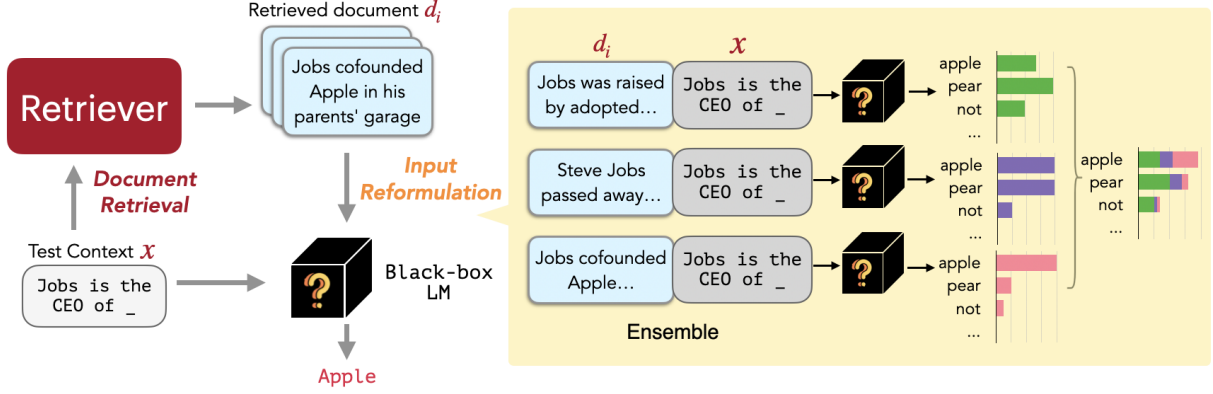 Retrieved document di
Jobs cofounded
Apple in his
parents' garage
Retriever
Document
Retrieval
Input
Reformulation
Test Context x
Jobs is the
CEO of _
?
Black-box
LM
Apple
di
x
Jobs was raised
by adopted...
Jobs is the
CEO of _
?
apple
pear
not
...
Steve Jobs
passed away...
Jobs is the
CEO of _
?
apple
pear
not
...
Jobs cofounded
Apple...
Jobs is the
CEO of _
?
apple
pear
not
...
apple
pear
not
...
Ensemble